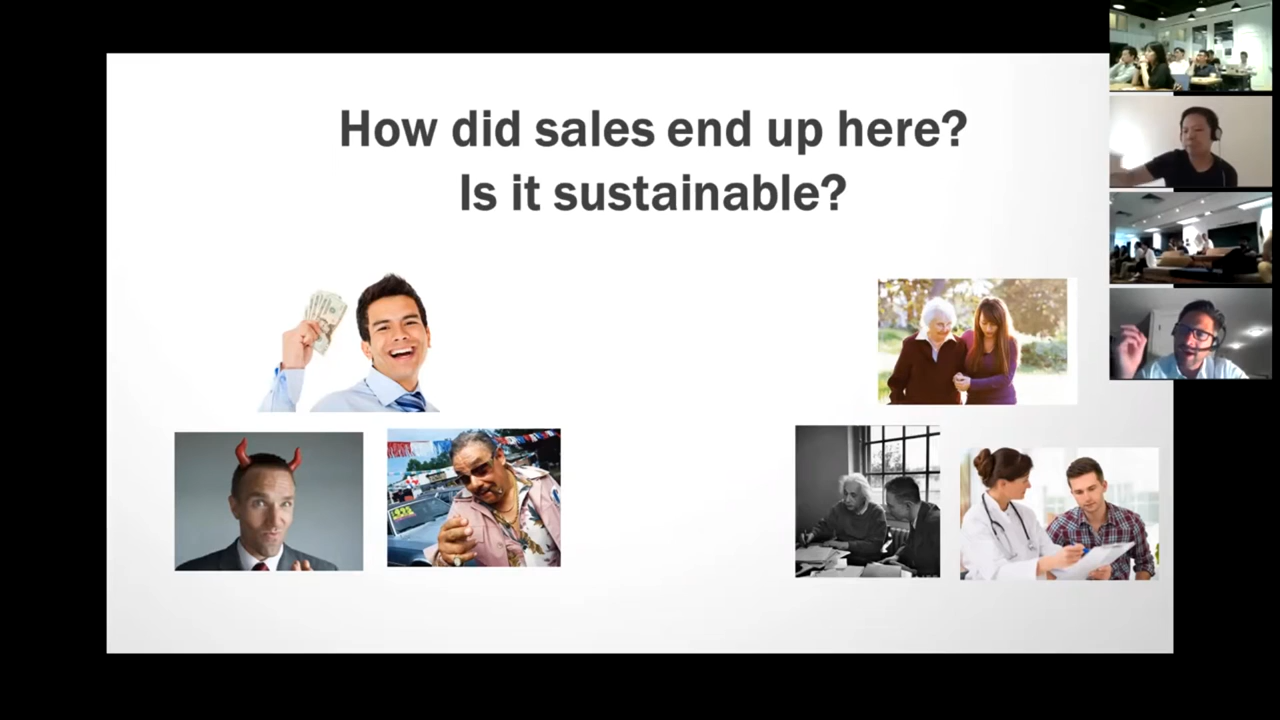 How did sales end up here?
Is it sustainable?